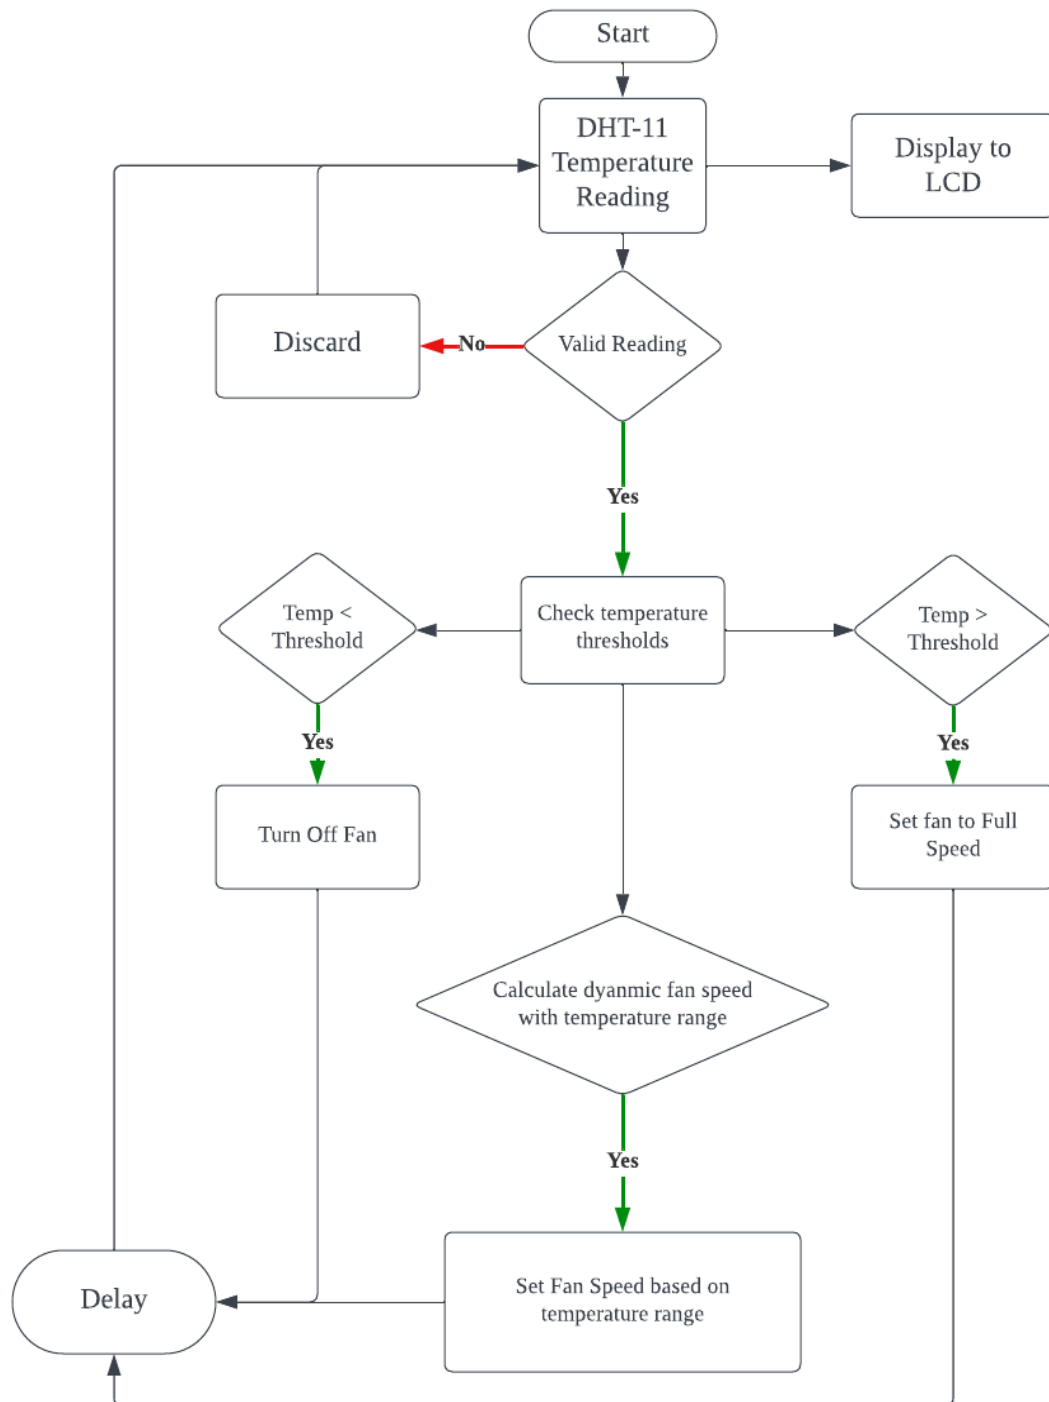 Start
DHT-11
Temperature
Reading
Display to
LCD
Discard
No
Valid Reading
Yes
Temp <
Threshold
Check temperature
thresholds
Temp >
Threshold
Yes
Yes
Turn Off Fan
Set fan to Full
Speed
Calculate dyanmic fan speed
with temperature range
Yes
Delay
Set Fan Speed based on
temperature range